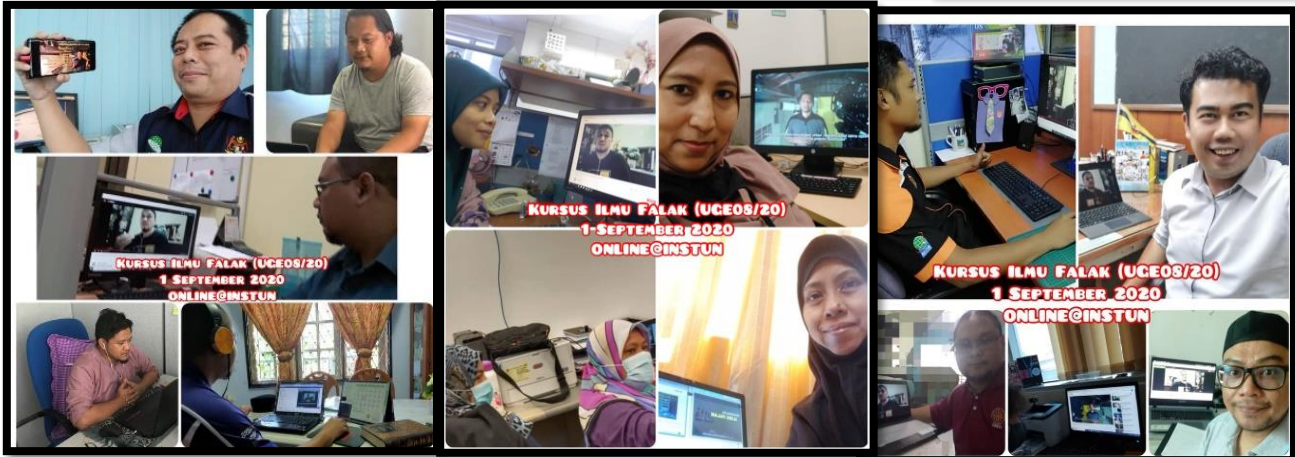 KURSUS ILMU FALAK (UGE08/20)
1 SEPTEMBER 2020
ONLINE@INSTUN
KURSUS ILMU FALAK (UGE08/20)
1 SEPTEMBER 2020
ONLINE@INSTUN
KURSUS ILMU FALAK (UGE08/20)
1 SEPTEMBER 2020
ONLINE@INSTUN